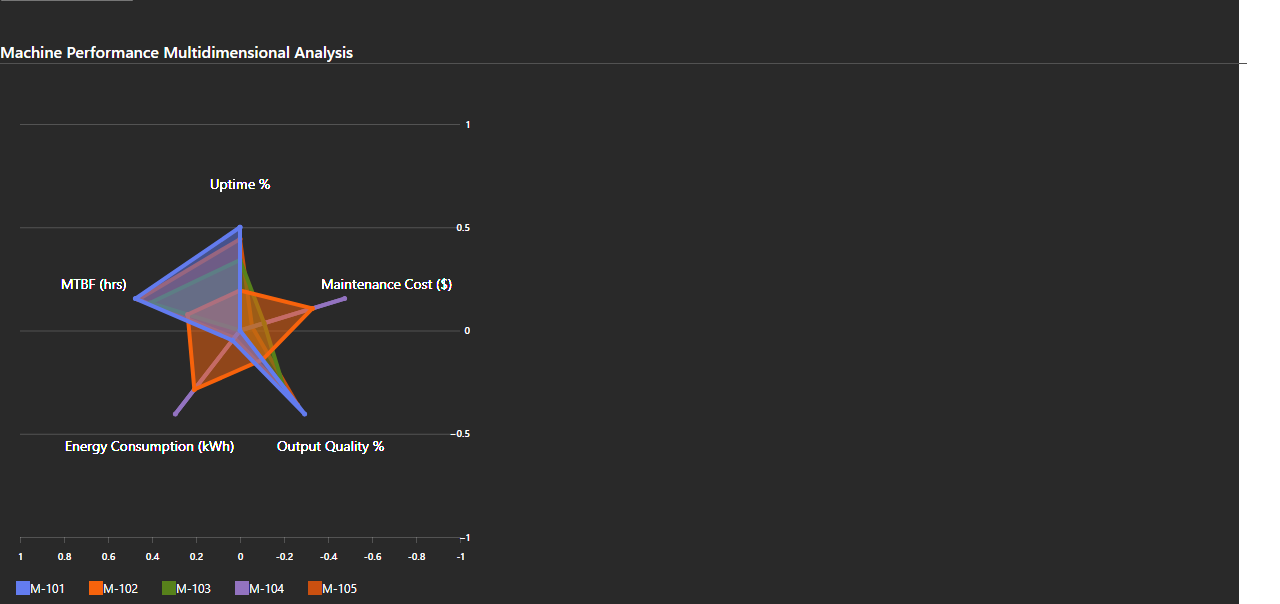 Machine Performance Multidimensional Analysis
1
Uptime %
0.5
MTBF (hrs)
Maintenance Cost ($)
0
-0.5
Energy Consumption (kWh)
Output Quality %
-1
1 0.8 0.6 0.4 0.2 0 -0.2 -0.4 -0.6 -0.8 -1
M-101 M-102 M-103 M-104 M-105